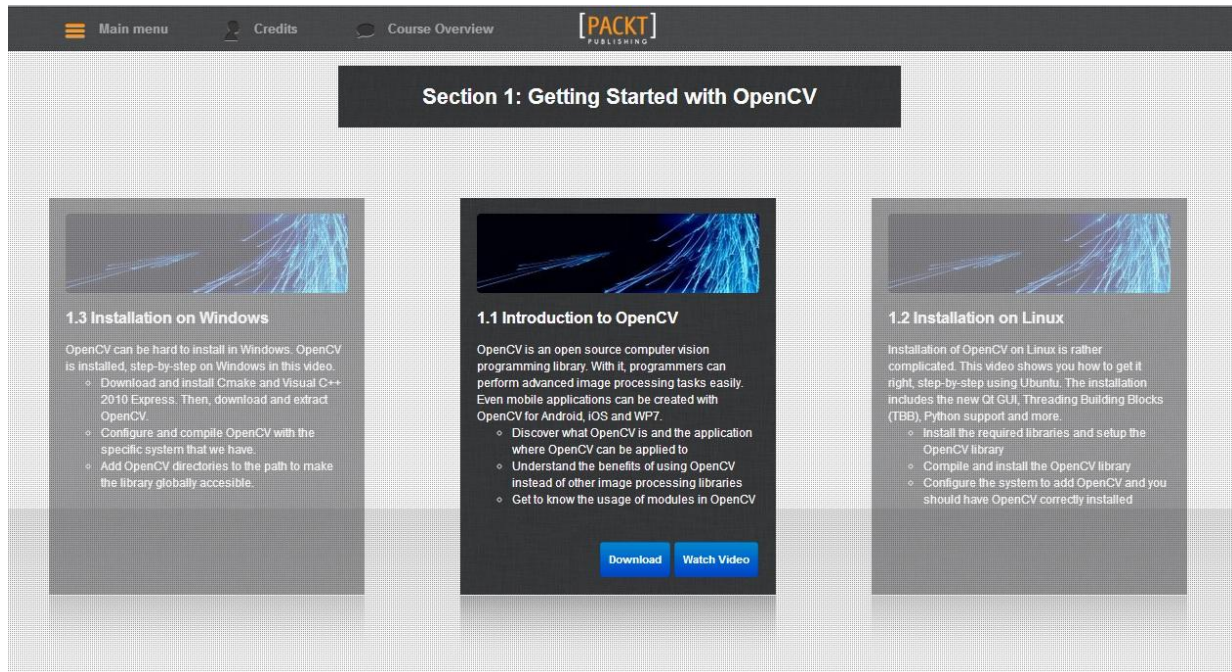 Main menu
Credits
Course Overview
[PACKT]
PUBLISHING
Section 1: Getting Started with OpenCV
1.3 Installation on Windows
OpenCV can be hard to install in Windows. OpenCV
is installed, step-by-step on Windows in this video.
Download and install Cmake and Visual C++
2010 Express. Then, download and extract
OpenCV.
Configure and compile OpenCV with the
specific system that we have.
Add OpenCV directories to the path to make
the library globally accesible.
1.1 Introduction to OpenCV
OpenCV is an open source computer vision
programming library. With it, programmers can
perform advanced image processing tasks easily.
Even mobile applications can be created with
OpenCV for Android, iOS and WP7.
Discover what OpenCV is and the application
where OpenCV can be applied to
Understand the benefits of using OpenCV
instead of other image processing libraries
Get to know the usage of modules in OpenCV
Download
Watch Video
1.2 Installation on Linux
Installation of OpenCV on Linux is rather
complicated. This video shows you how to get it
right, step-by-step using Ubuntu. The installation
includes the new Qt GUI, Threading Building Blocks
(TBB), Python support and more.
Install the required libraries and setup the
OpenCV library
Compile and install the OpenCV library
Configure the system to add OpenCV and you
should have OpenCV correctly installed